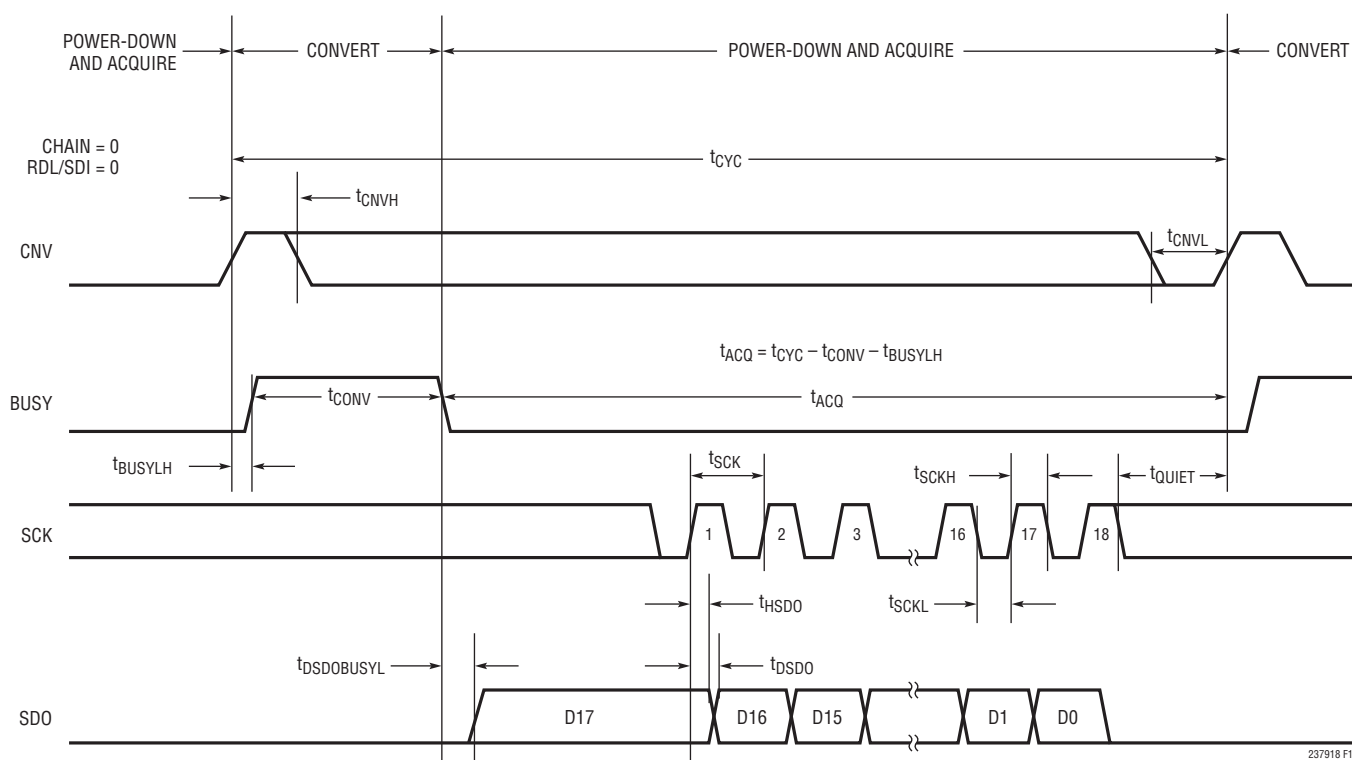 POWER-DOWN
AND ACQUIRE
CONVERT
POWER-DOWN AND ACQUIRE
CONVERT
CHAIN = 0
RDL/SDI = 0
tCYC
tCNVH
CNV
tCNVL
tACQ = tCYC – tCONV – tBUSYLH
BUSY
tCONV
tACQ
tBUSYLH
tSCK
tSCKH
tQUIET
SCK
1
2
3
16
17
18
tHSDO
tSCKL
tDSDOBUSYL
tDSDO
SDO
D17
D16
D15
D1
D0
237918 F1